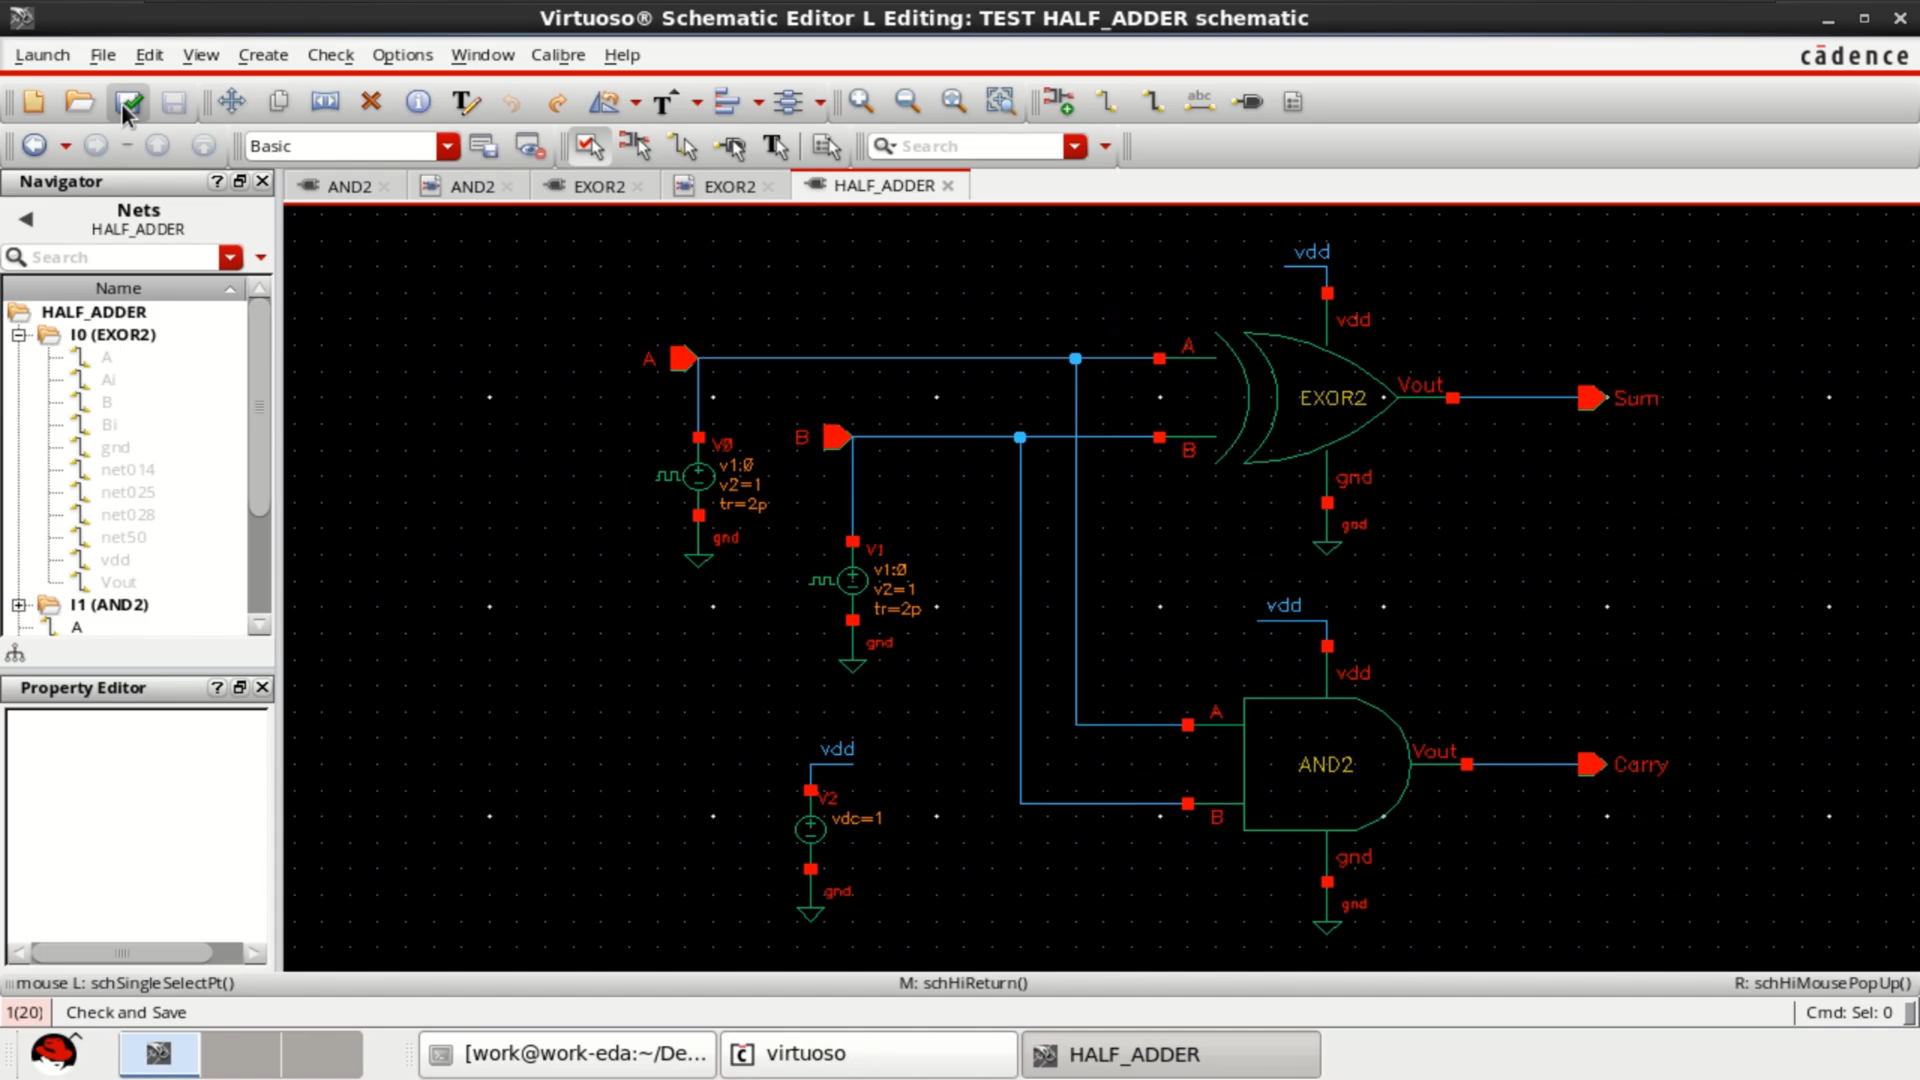 Virtuoso® Schematic Editor L Editing: TEST HALF_ADDER schematic
Launch File Edit View Create Check Options Window Calibre Help
cādence
abc
Basic
Search
Navigator
AND2
AND2
EXOR2
EXOR2
HALF_ADDER
Nets
HALF_ADDER
Search
Name
HALF_ADDER
I0 (EXOR2)
A
Ai
B
Bi
gnd
net014
net025
net028
net50
vdd
Vout
I1 (AND2)
A
Property Editor
vdd
vdd
A
A
Vout
EXOR2
Sum
B
B
V0
v1:0
v2=1
tr=2p
gnd
gnd
gnd
V1
v1:0
v2=1
tr=2p
gnd
vdd
vdd
A
Vout
AND2
Carry
B
gnd
gnd
vdd
V2
vdc=1
gnd
mouse L: schSingleSelectPt()
M: schHiReturn()
R: schHiMousePopUp()
1(20)
Check and Save
Cmd: Sel: 0
[work@work-eda:~/De...
virtuoso
HALF_ADDER